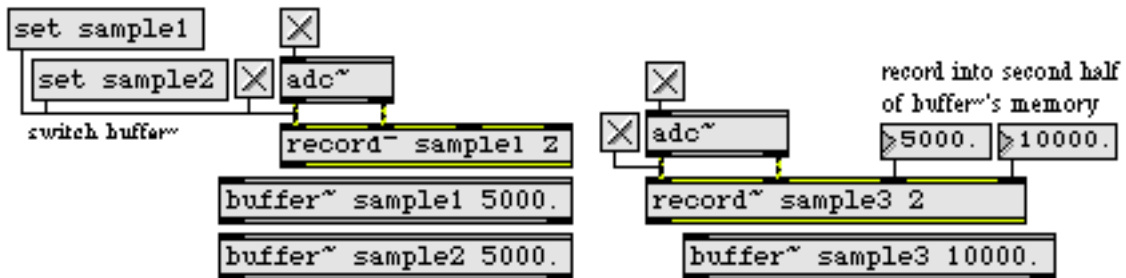 set sample1
set sample2
adc~
switch buffer~
record~ sample1 2
buffer~ sample1 5000.
buffer~ sample2 5000.
adc~
record into second half
of buffer~'s memory
5000.
10000.
record~ sample3 2
buffer~ sample3 10000.